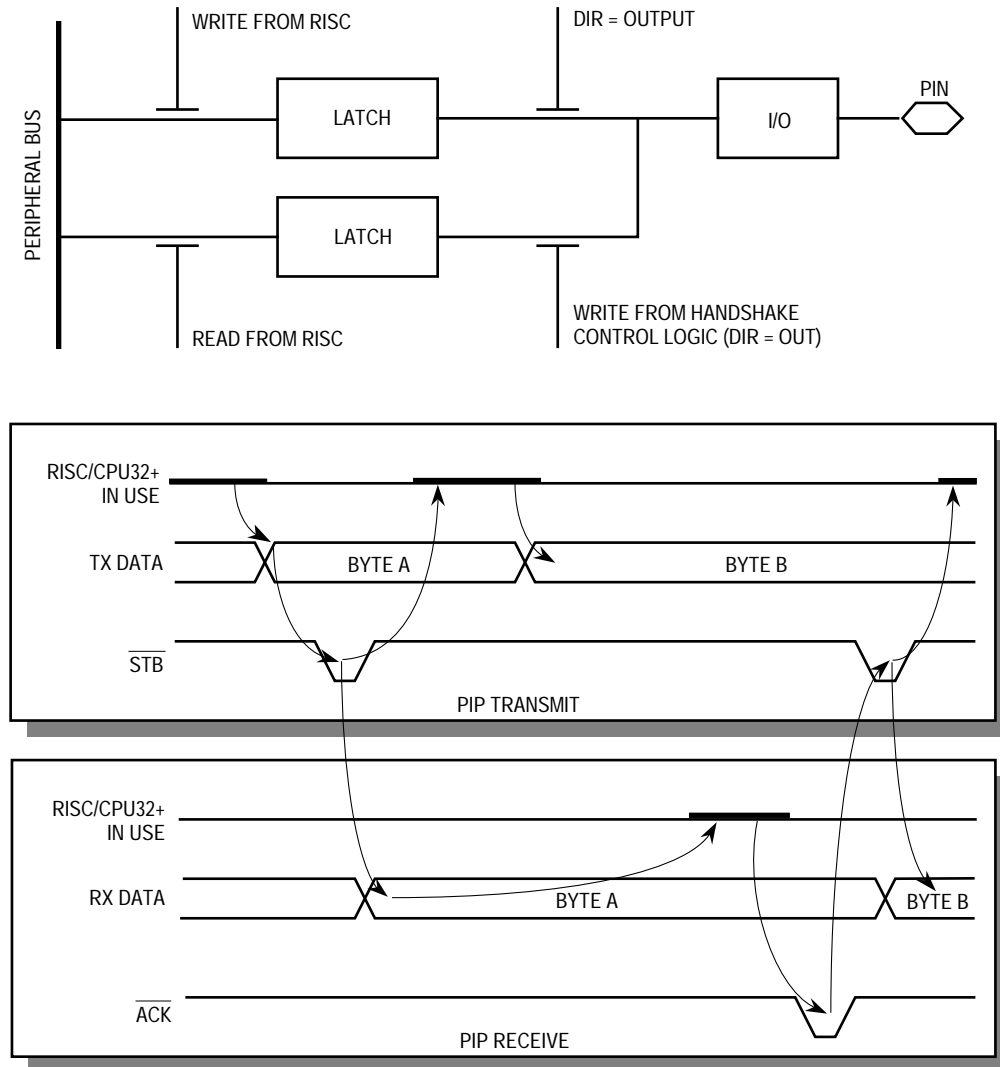 WRITE FROM RISC
DIR = OUTPUT
PERIPHERAL BUS
LATCH
I/O
PIN
LATCH
READ FROM RISC
WRITE FROM HANDSHAKE
CONTROL LOGIC (DIR = OUT)
RISC/CPU32+
IN USE
TX DATA
BYTE A
BYTE B
STB
PIP TRANSMIT
RISC/CPU32+
IN USE
RX DATA
BYTE A
BYTE B
ACK
PIP RECEIVE